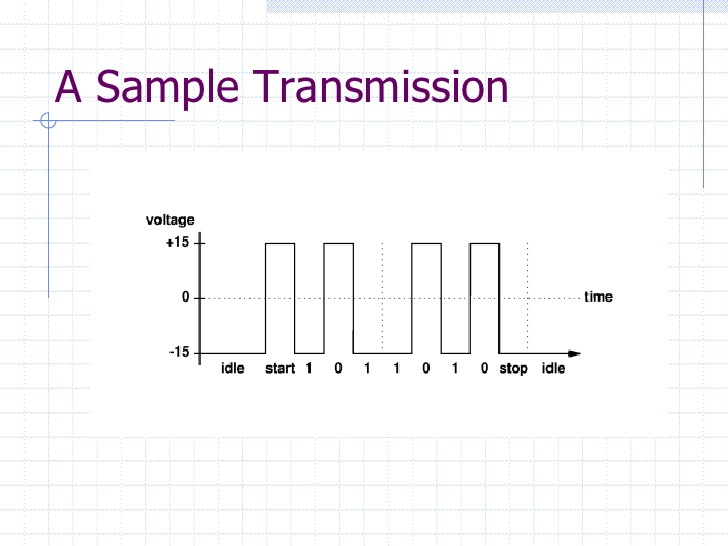 A Sample Transmission
voltage
+15
0
time
-15
idle start 1 0 1 1 0 1 0 stop idle